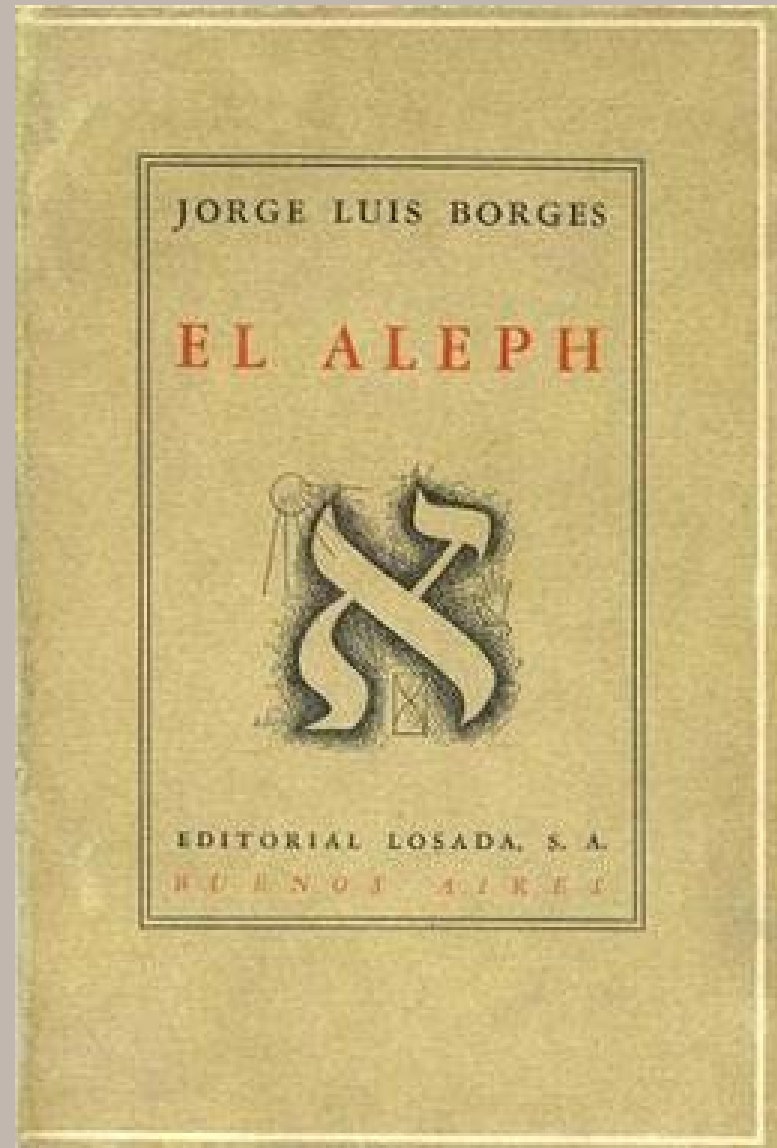 JORGE LUIS BORGES
EL ALEPH
א
EDITORIAL LOSADA, S. A.
BUENOS AIRES